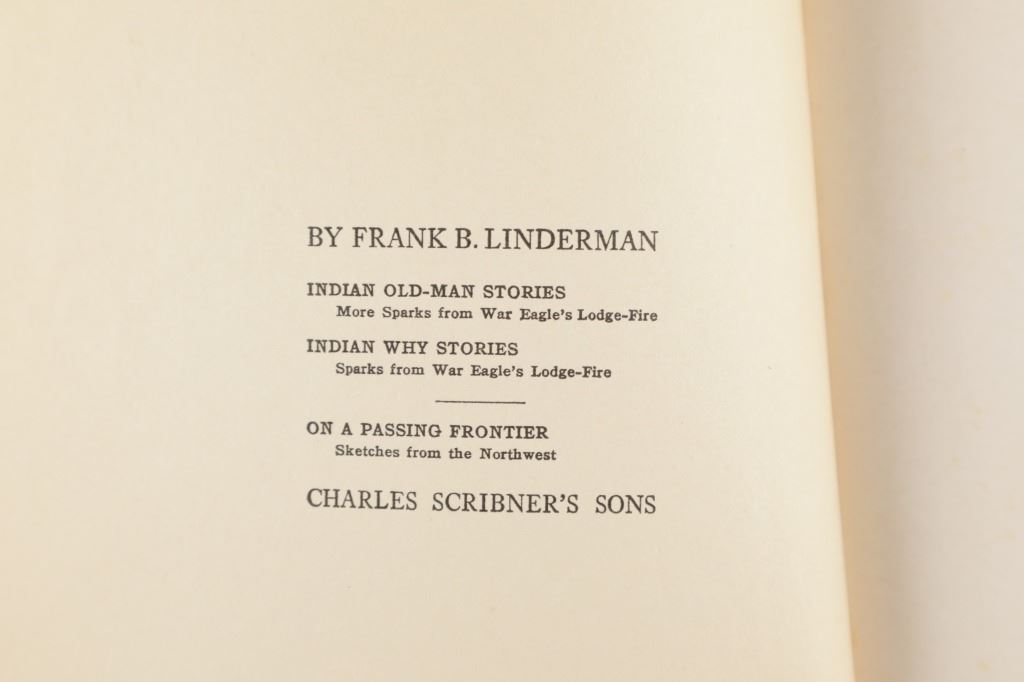 BY FRANK B. LINDERMAN
INDIAN OLD-MAN STORIES
More Sparks from War Eagle's Lodge-Fire
INDIAN WHY STORIES
Sparks from War Eagle's Lodge-Fire
ON A PASSING FRONTIER
Sketches from the Northwest
CHARLES SCRIBNER'S SONS